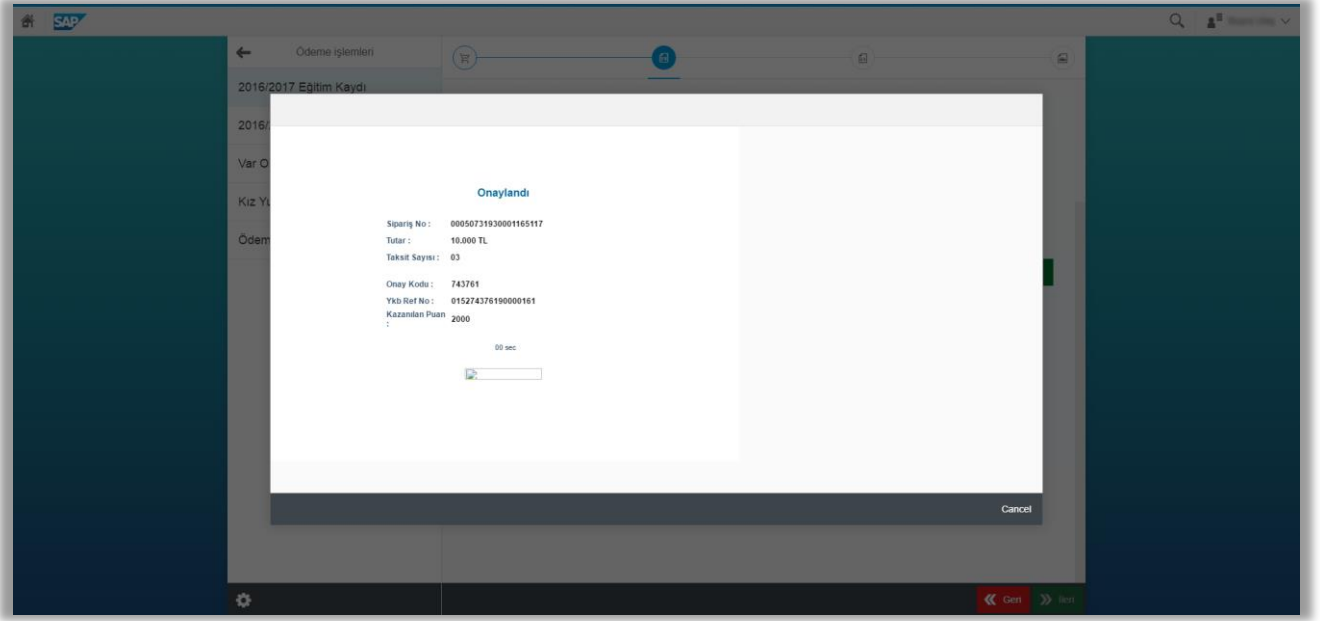 SAP
Ödeme işlemleri
2016/2017 Eğitim Kaydı
2016/
Var O
Kız Yu
Ödem
Onaylandı
Sipariş No : 00050731930001165117
Tutar : 10.000 TL
Taksit Sayısı : 03
Onay Kodu : 743761
Ykb Ref No : 015274376190000161
Kazanılan Puan : 2000
00 sec
Cancel
Geri İleri